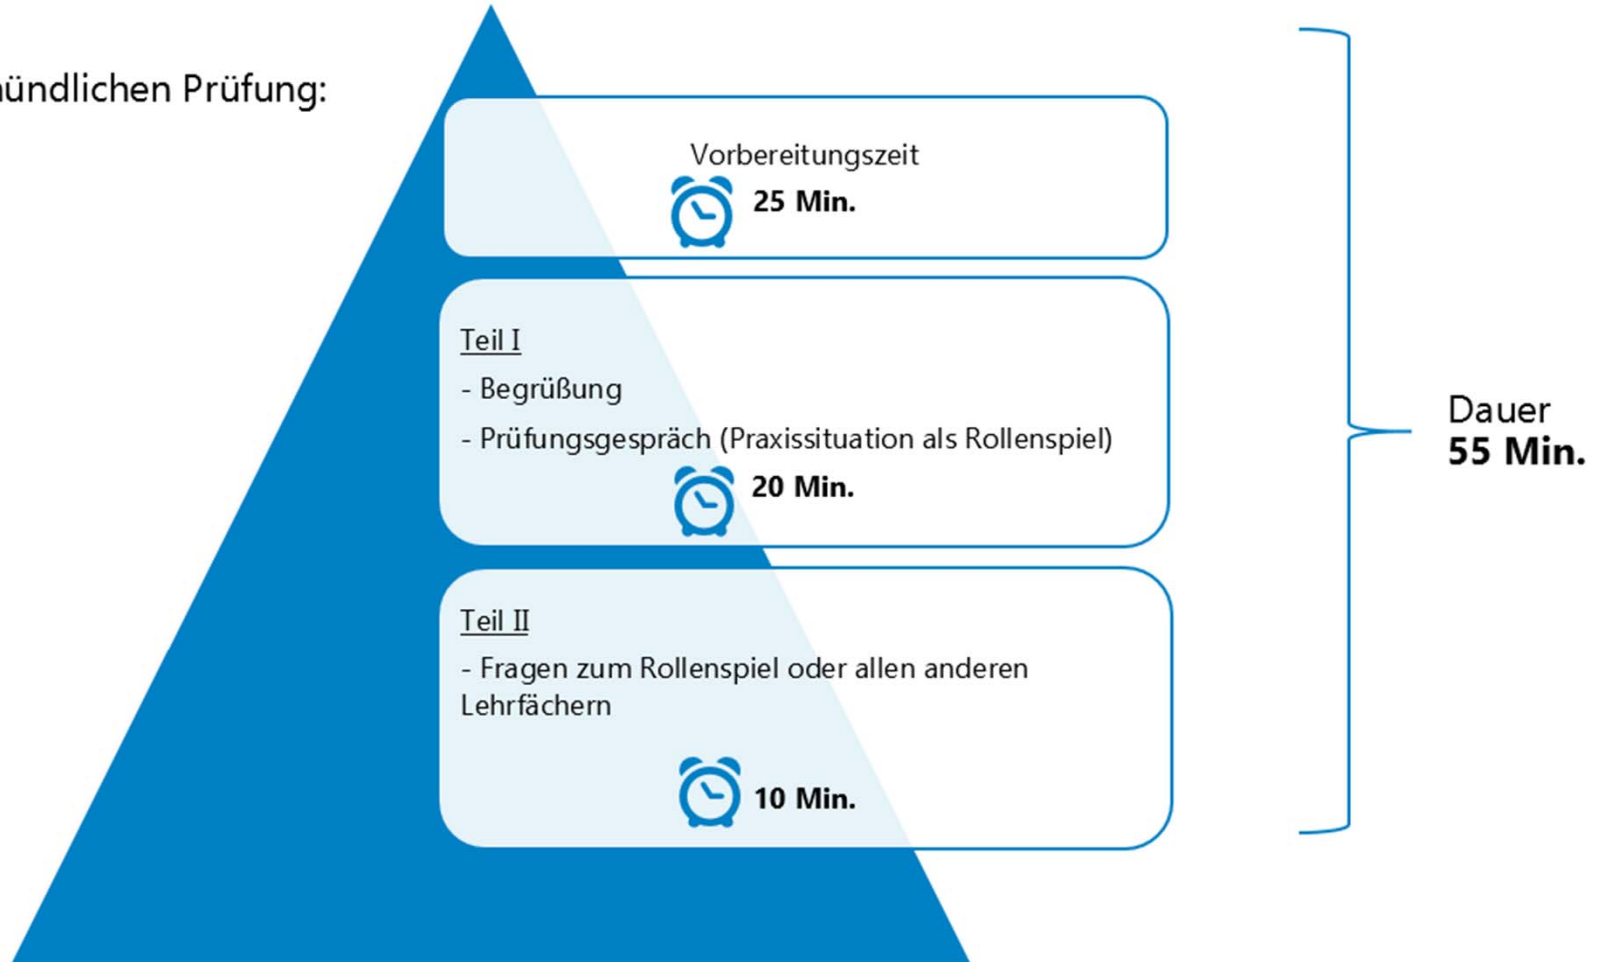 ündlichen Prüfung:
Vorbereitungszeit
25 Min.
Teil I
- Begrüßung
- Prüfungsgespräch (Praxissituation als Rollenspiel)
20 Min.
Teil II
- Fragen zum Rollenspiel oder allen anderen
Lehrfächern
10 Min.
Dauer
55 Min.